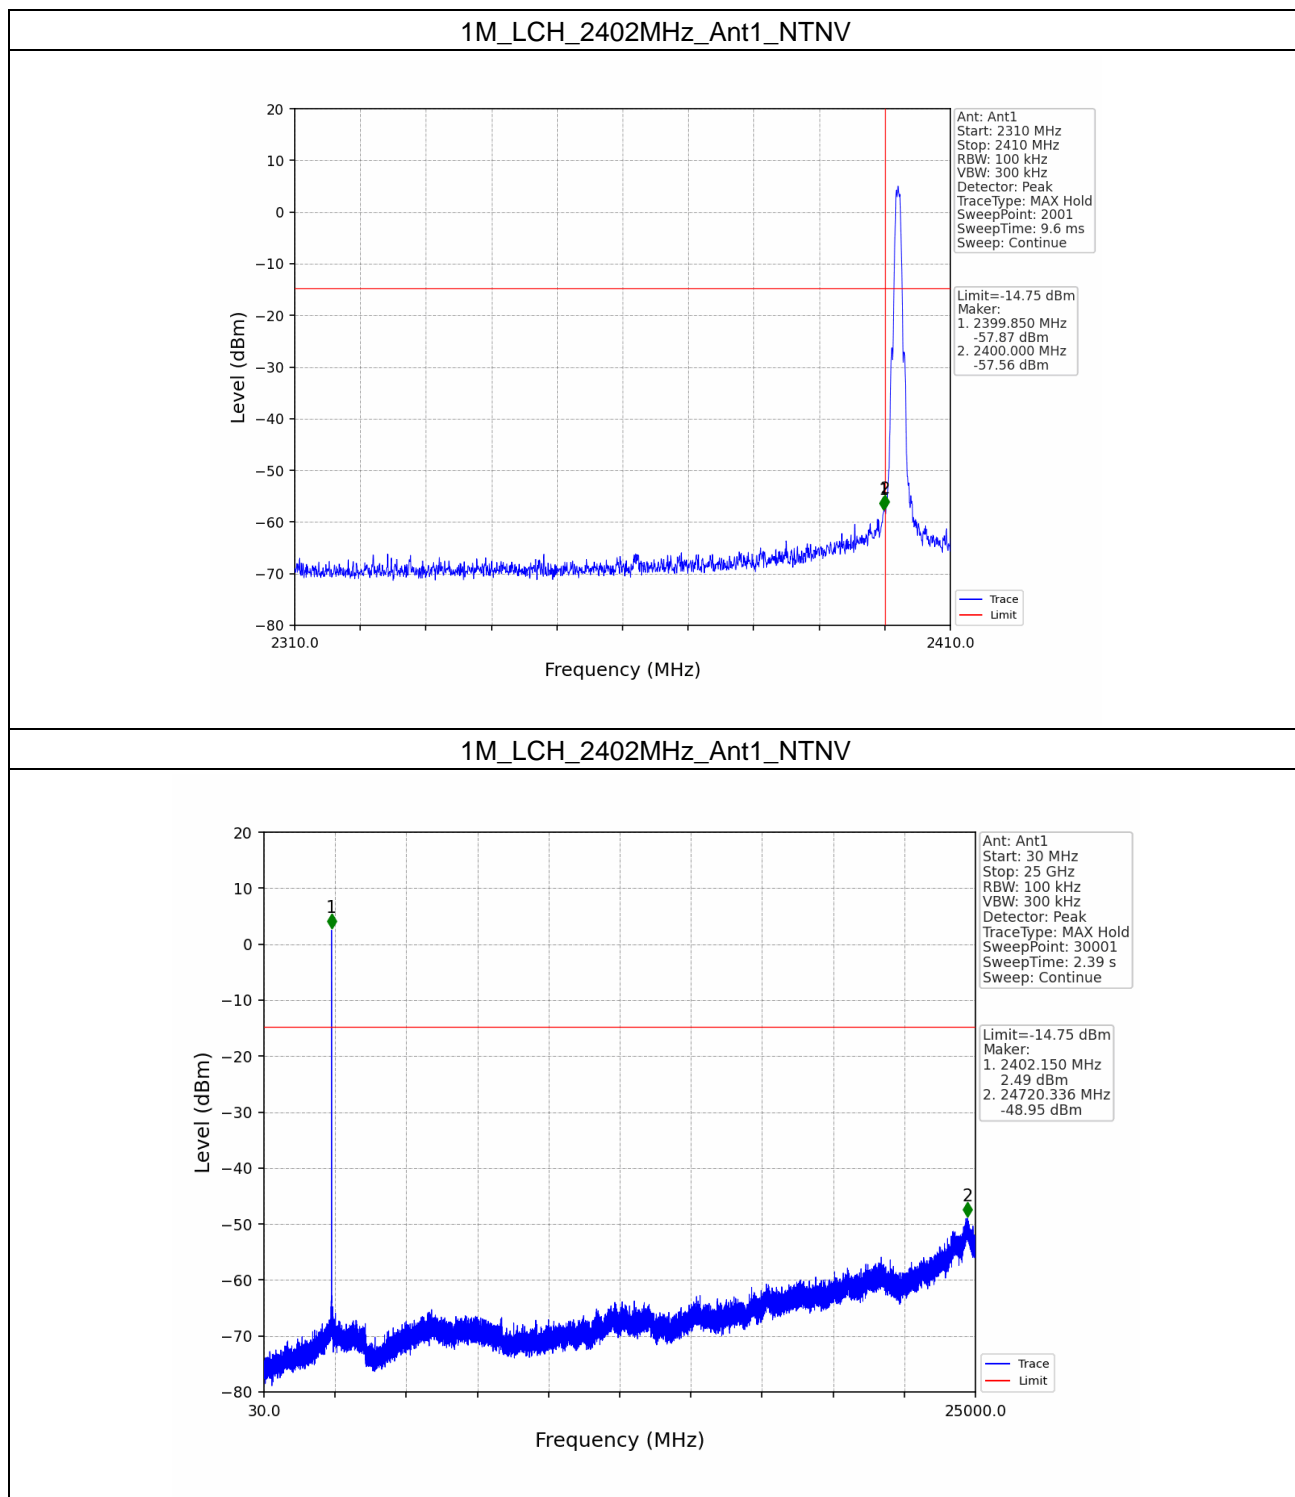 1M_LCH_2402MHz_Ant1_NTNV
20
10
0
−10
−20
−30
−40
−50
−60
−70
−80
Level (dBm)
2310.0
2410.0
Frequency (MHz)
1
2
Ant: Ant1
Start: 2310 MHz
Stop: 2410 MHz
RBW: 100 kHz
VBW: 300 kHz
Detector: Peak
TraceType: MAX Hold
SweepPoint: 2001
SweepTime: 9.6 ms
Sweep: Continue
Limit=-14.75 dBm
Maker:
1. 2399.850 MHz
-57.87 dBm
2. 2400.000 MHz
-57.56 dBm
Trace
Limit
1M_LCH_2402MHz_Ant1_NTNV
20
10
0
−10
−20
−30
−40
−50
−60
−70
−80
Level (dBm)
30.0
25000.0
Frequency (MHz)
1
2
Ant: Ant1
Start: 30 MHz
Stop: 25 GHz
RBW: 100 kHz
VBW: 300 kHz
Detector: Peak
TraceType: MAX Hold
SweepPoint: 30001
SweepTime: 2.39 s
Sweep: Continue
Limit=-14.75 dBm
Maker:
1. 2402.150 MHz
2.49 dBm
2. 24720.336 MHz
-48.95 dBm
Trace
Limit